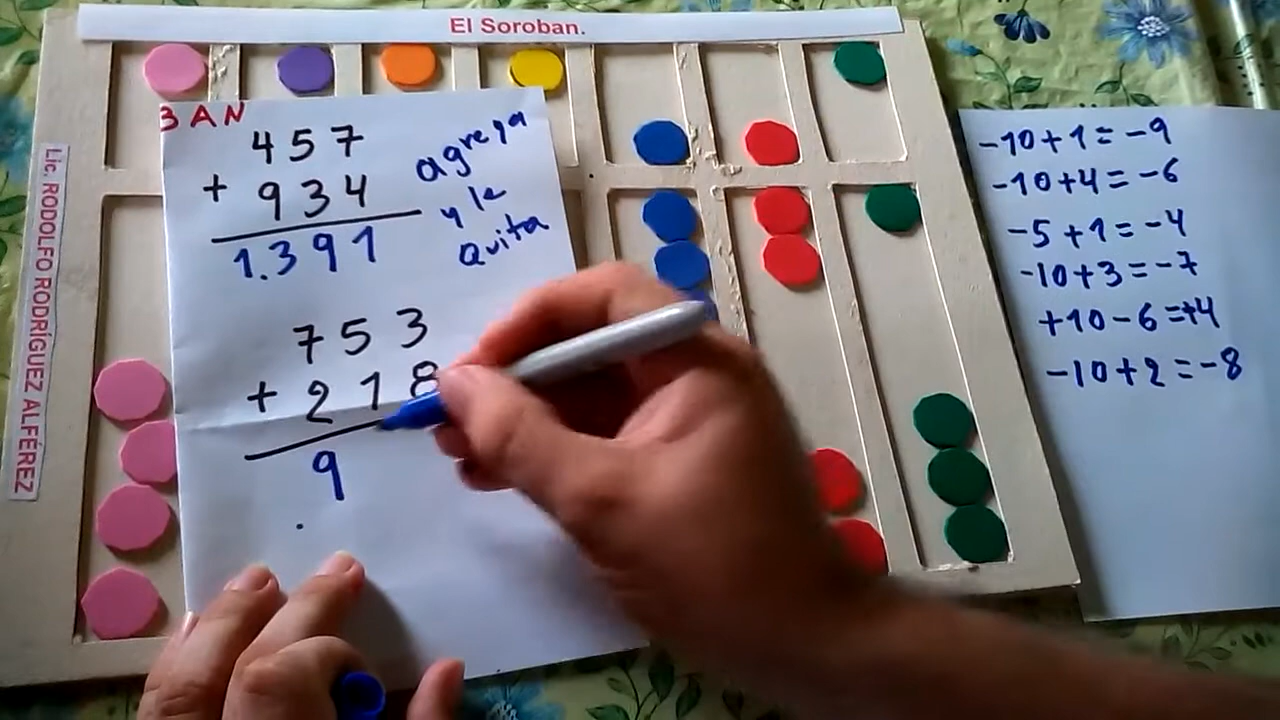 El Soroban.
Lic. RODOLFO RODRÍGUEZ ALFÉREZ
BAN
457
+ 934
1.391
agrega
y le
Quita
753
+ 218
9
.
-10+1=-9
-10+4=-6
-5+1=-4
-10+3=-7
+10-6=+4
-10+2=-8